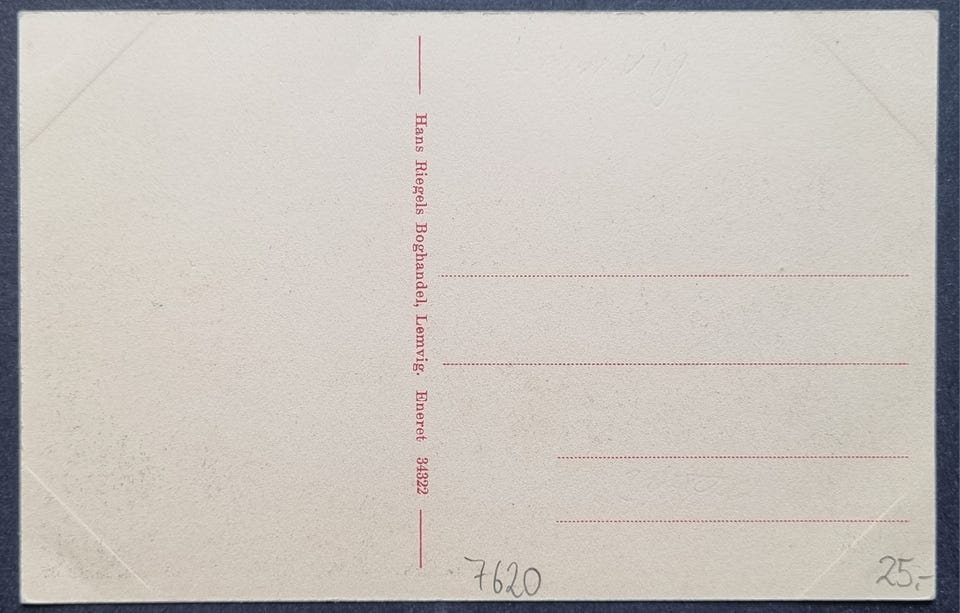 Hans Riegels Boghandel, Lemvig. Eneret 34322
7620
25,-